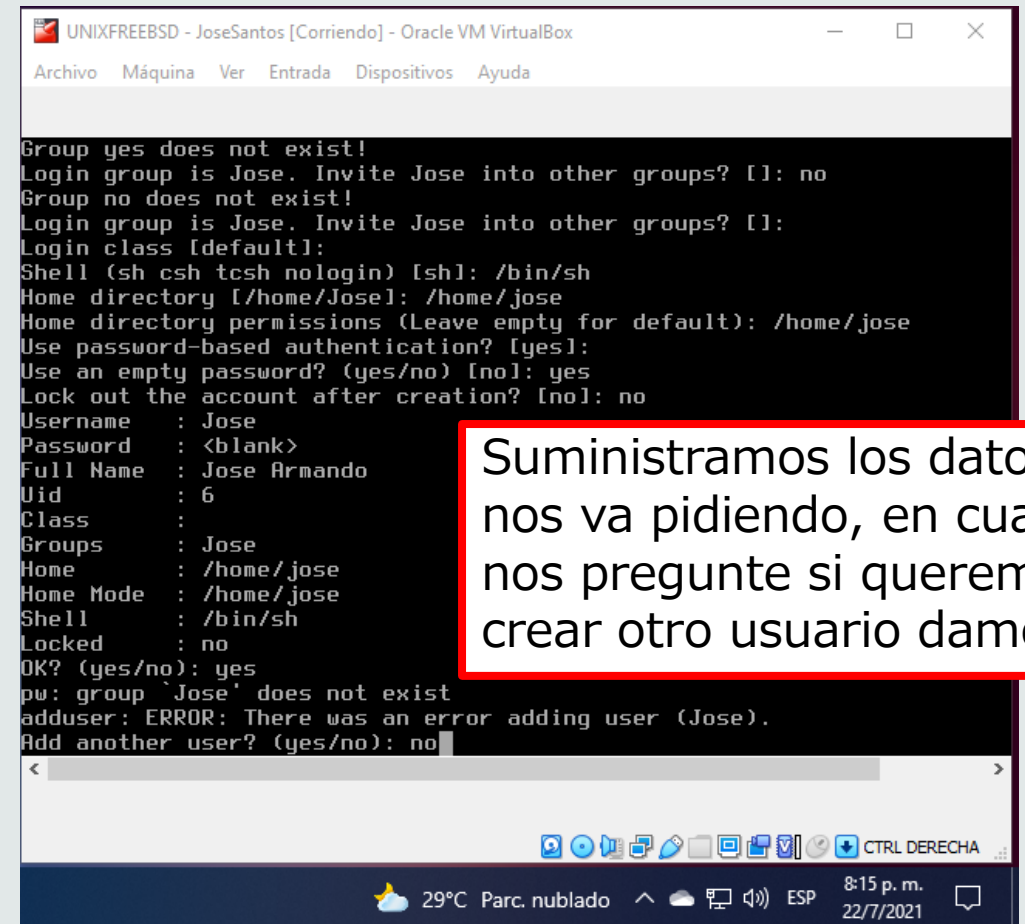 UNIXFREEBSD - JoseSantos [Corriendo] - Oracle VM VirtualBox
Archivo Máquina Ver Entrada Dispositivos Ayuda
Group yes does not exist!
Login group is Jose. Invite Jose into other groups? []: no
Group no does not exist!
Login group is Jose. Invite Jose into other groups? []:
Login class [default]:
Shell (sh csh tcsh nologin) [sh]: /bin/sh
Home directory [/home/Jose]: /home/jose
Home directory permissions (Leave empty for default): /home/jose
Use password-based authentication? [yes]:
Use an empty password? (yes/no) [no]: yes
Lock out the account after creation? [no]: no
Username : Jose
Password : <blank>
Full Name : Jose Armando
Uid : 6
Class :
Groups : Jose
Home : /home/jose
Home Mode : /home/jose
Shell : /bin/sh
Locked : no
OK? (yes/no): yes
pw: group `Jose' does not exist
adduser: ERROR: There was an error adding user (Jose).
Add another user? (yes/no): no
Suministramos los dato
nos va pidiendo, en cua
nos pregunte si querem
crear otro usuario dam
CTRL DERECHA
29°C Parc. nublado ESP 8:15 p. m.
22/7/2021